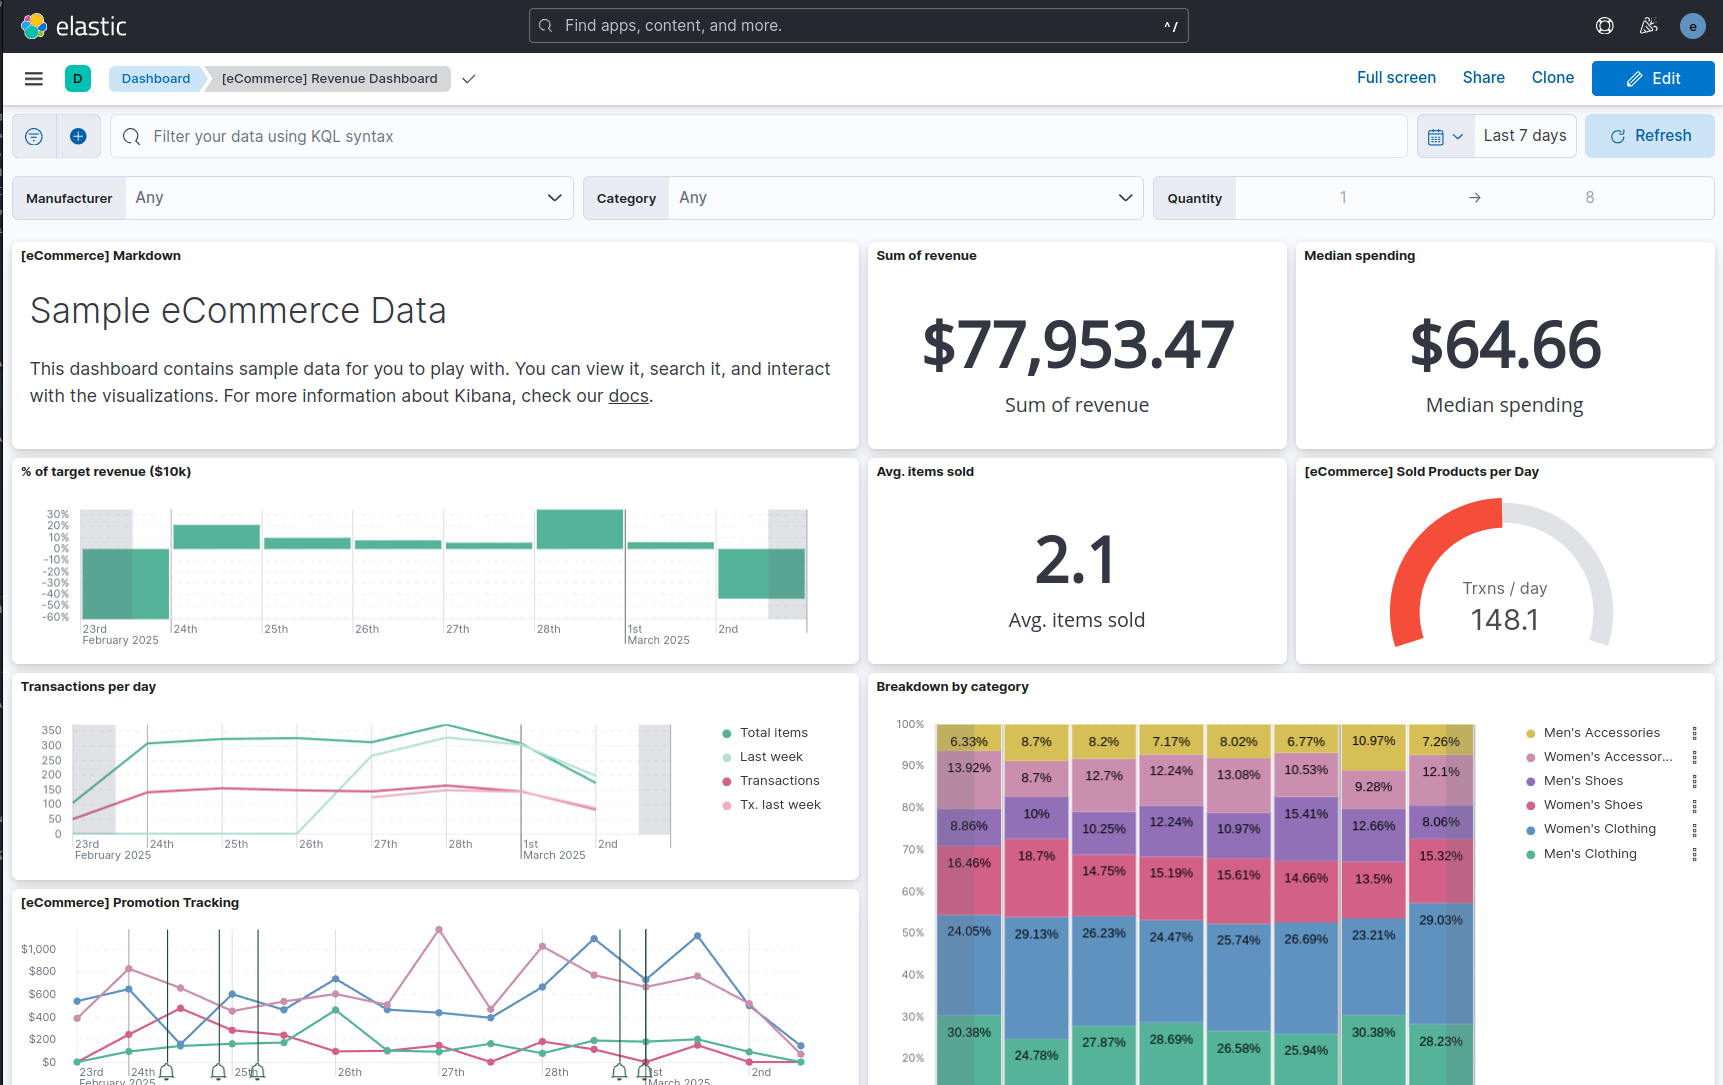 elastic
Find apps, content, and more.
^/
e
D
Dashboard
[eCommerce] Revenue Dashboard
Full screen
Share
Clone
Edit
Filter your data using KQL syntax
Last 7 days
Refresh
Manufacturer
Any
Category
Any
Quantity
1
→
8
[eCommerce] Markdown
Sample eCommerce Data
This dashboard contains sample data for you to play with. You can view it, search it, and interact
with the visualizations. For more information about Kibana, check our docs.
Sum of revenue
$77,953.47
Sum of revenue
Median spending
$64.66
Median spending
% of target revenue ($10k)
30%
20%
10%
0%
-10%
-20%
-30%
-40%
-50%
-60%
23rd
February 2025
24th
25th
26th
27th
28th
1st
March 2025
2nd
Avg. items sold
2.1
Avg. items sold
[eCommerce] Sold Products per Day
Trxns / day
148.1
Transactions per day
350
300
250
200
150
100
50
0
23rd
February 2025
24th
25th
26th
27th
28th
1st
March 2025
2nd
Total items
Last week
Transactions
Tx. last week
Breakdown by category
100%
90%
80%
70%
60%
50%
40%
30%
20%
6.33% 8.7% 8.2% 7.17% 8.02% 6.77% 10.97% 7.26%
13.92% 8.7% 12.7% 12.24% 13.08% 10.53% 9.28% 12.1%
8.86% 10% 10.25% 12.24% 10.97% 15.41% 12.66% 8.06%
16.46% 18.7% 14.75% 15.19% 15.61% 14.66% 13.5% 15.32%
24.05% 29.13% 26.23% 24.47% 25.74% 26.69% 23.21% 29.03%
30.38% 24.78% 27.87% 28.69% 26.58% 25.94% 30.38% 28.23%
Men's Accessories
Women's Accessor...
Men's Shoes
Women's Shoes
Women's Clothing
Men's Clothing
[eCommerce] Promotion Tracking
$1,000
$800
$600
$400
$200
$0
23rd
February 2025
24th
25th
26th
27th
28th
1st
March 2025
2nd